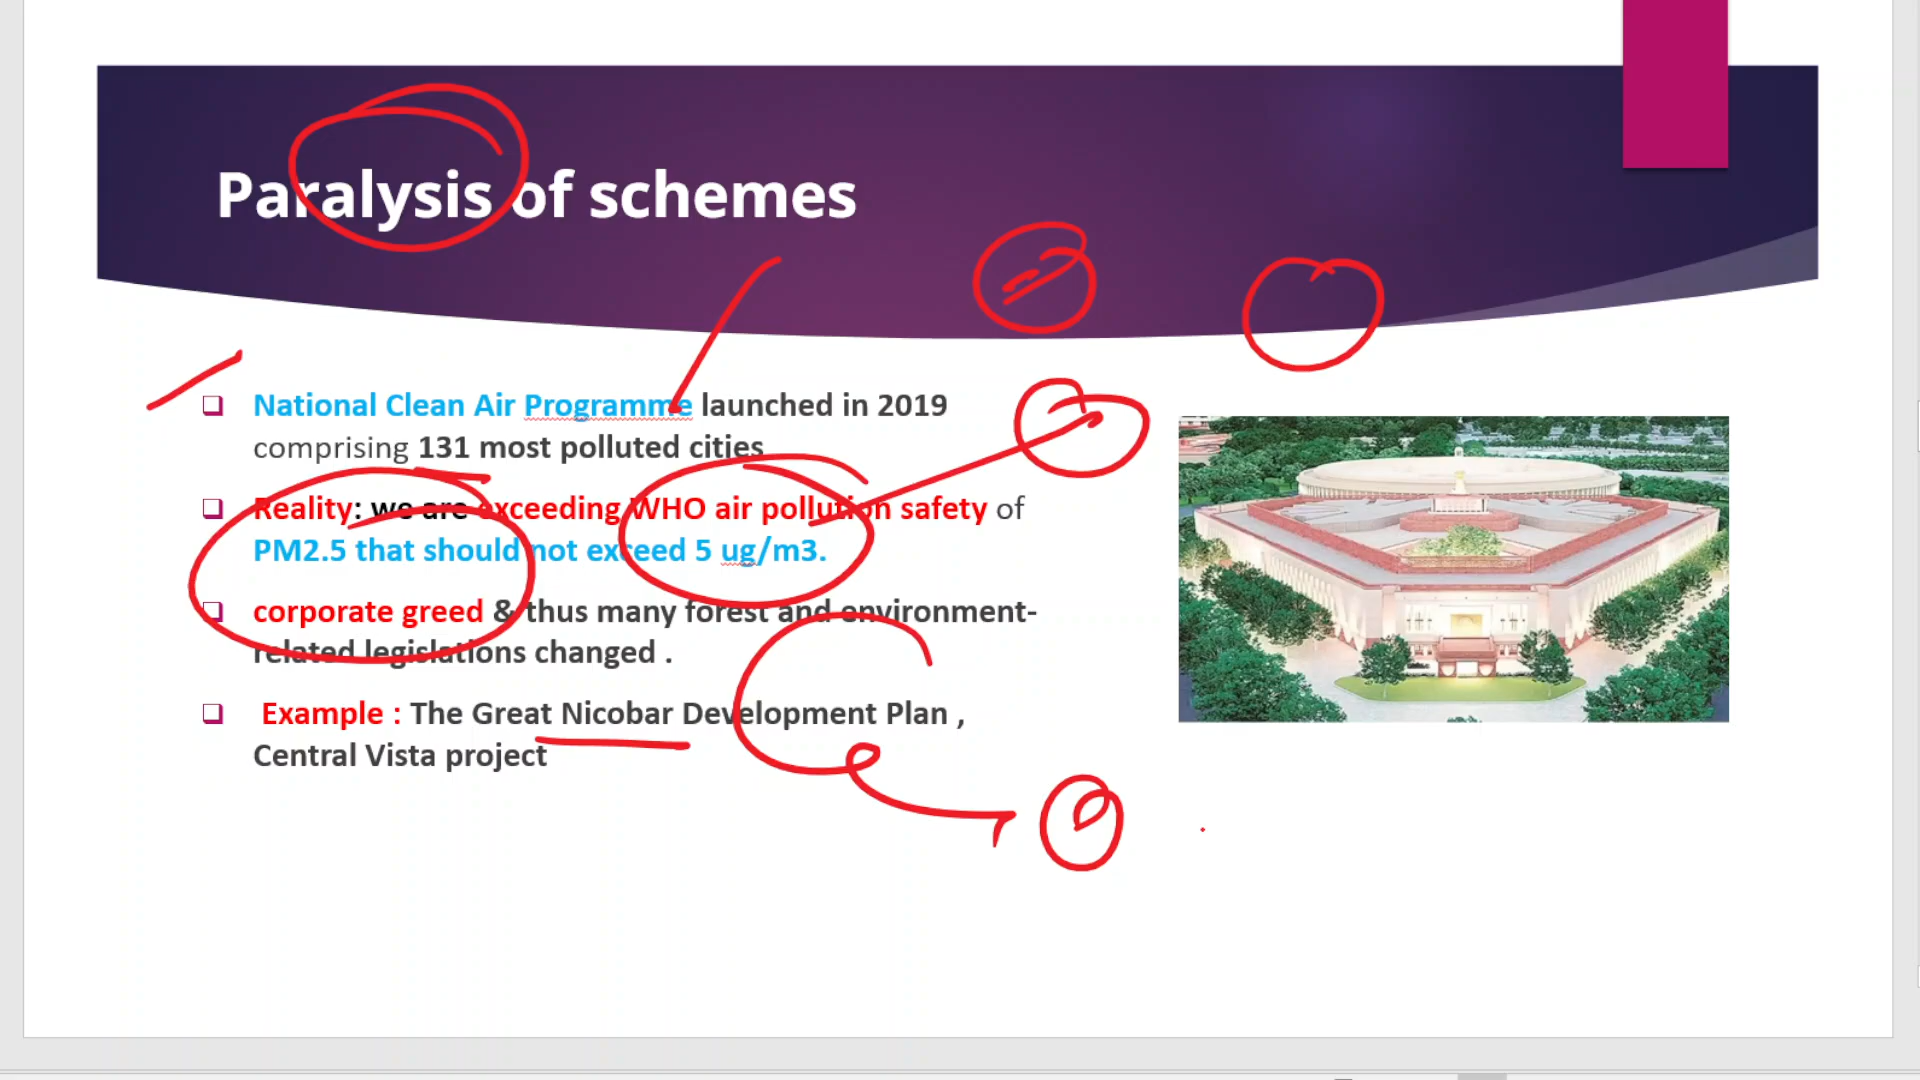 Paralysis of schemes
National Clean Air Programme launched in 2019
comprising 131 most polluted cities
Reality: we are exceeding WHO air pollution safety of
PM2.5 that should not exceed 5 ug/m3.
corporate greed & thus many forest and environment-
related legislations changed .
Example : The Great Nicobar Development Plan ,
Central Vista project